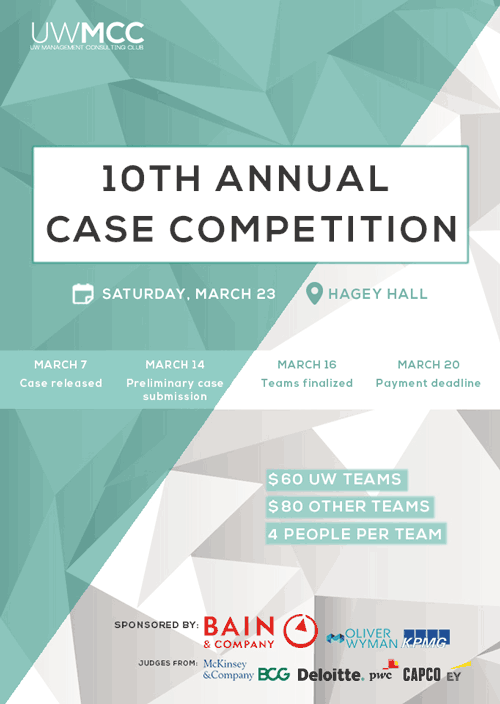 UWMCC
UW MANAGEMENT CONSULTING CLUB
10TH ANNUAL
CASE COMPETITION
SATURDAY, MARCH 23
HAGEY HALL
MARCH 7
Case released
MARCH 14
Preliminary case
submission
MARCH 16
Teams finalized
MARCH 20
Payment deadline
$60 UW TEAMS
$80 OTHER TEAMS
4 PEOPLE PER TEAM
SPONSORED BY:
BAIN
& COMPANY
OLIVER
WYMAN
KPMG
JUDGES FROM:
McKinsey
&Company
BCG
Deloitte.
pwc
CAPCO
EY